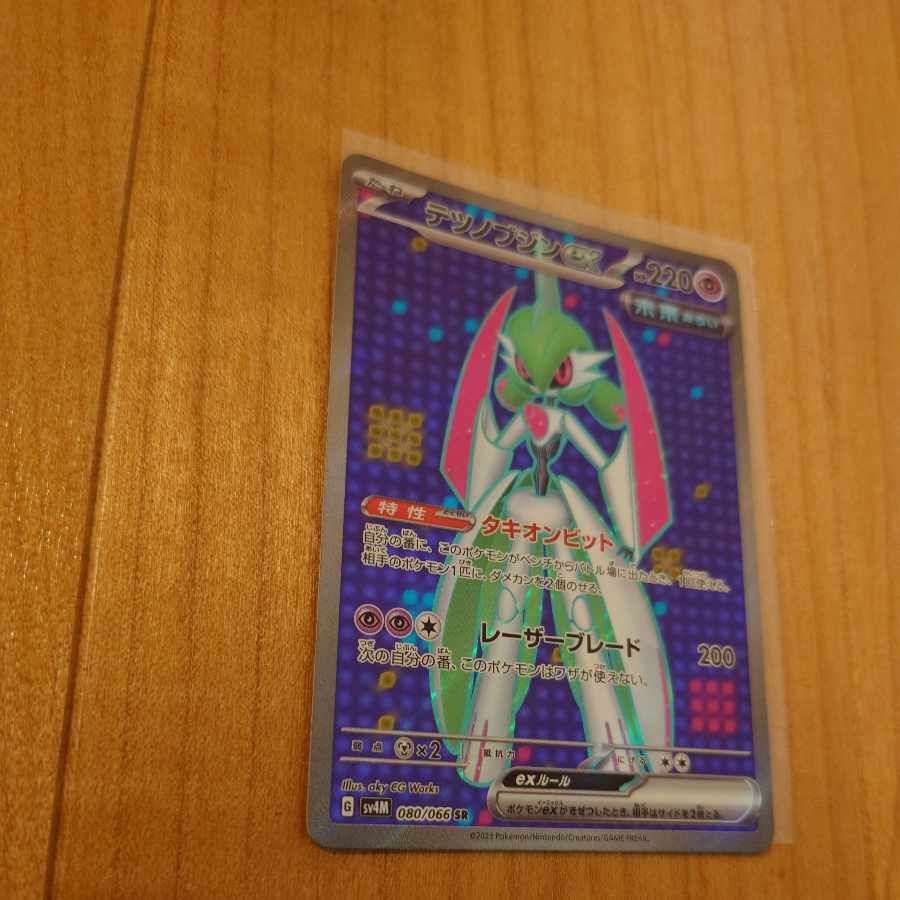 たね
テツノブジンex
HP220
未来 みらい
特性
タキオンビット
自分の番に、このポケモンがベンチからバトル場に出たとき、1回使える。
相手のポケモン1匹に、ダメカンを2個のせる。
レーザーブレード 200
次の自分の番、このポケモンはワザが使えない。
弱点 ×2 抵抗力 にげる
exルール
ポケモンexがきぜつしたとき、相手はサイドを2枚とる。
Illus. aky CG Works
G SV4M 080/066 SR
©2023 Pokémon/Nintendo/Creatures/GAME FREAK.